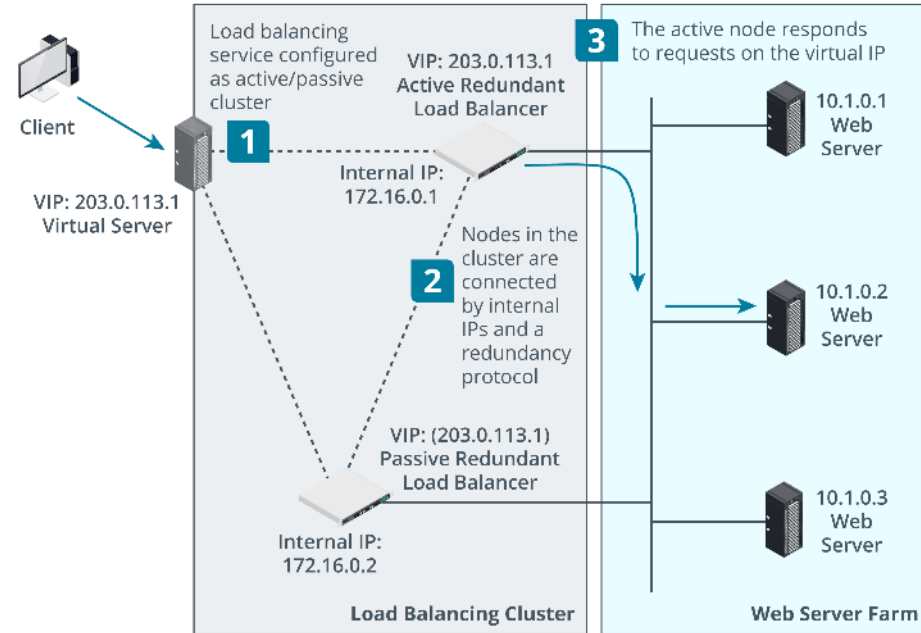 Load balancing
service configured
as active/passive
cluster
1
VIP: 203.0.113.1
Active Redundant
Load Balancer
3
The active node responds
to requests on the virtual IP
Client
VIP: 203.0.113.1
Virtual Server
Internal IP:
172.16.0.1
10.1.0.1
Web
Server
2
Nodes in the
cluster are
connected
by internal
IPs and a
redundancy
protocol
10.1.0.2
Web
Server
VIP: (203.0.113.1)
Passive Redundant
Load Balancer
Internal IP:
172.16.0.2
10.1.0.3
Web
Server
Load Balancing Cluster
Web Server Farm